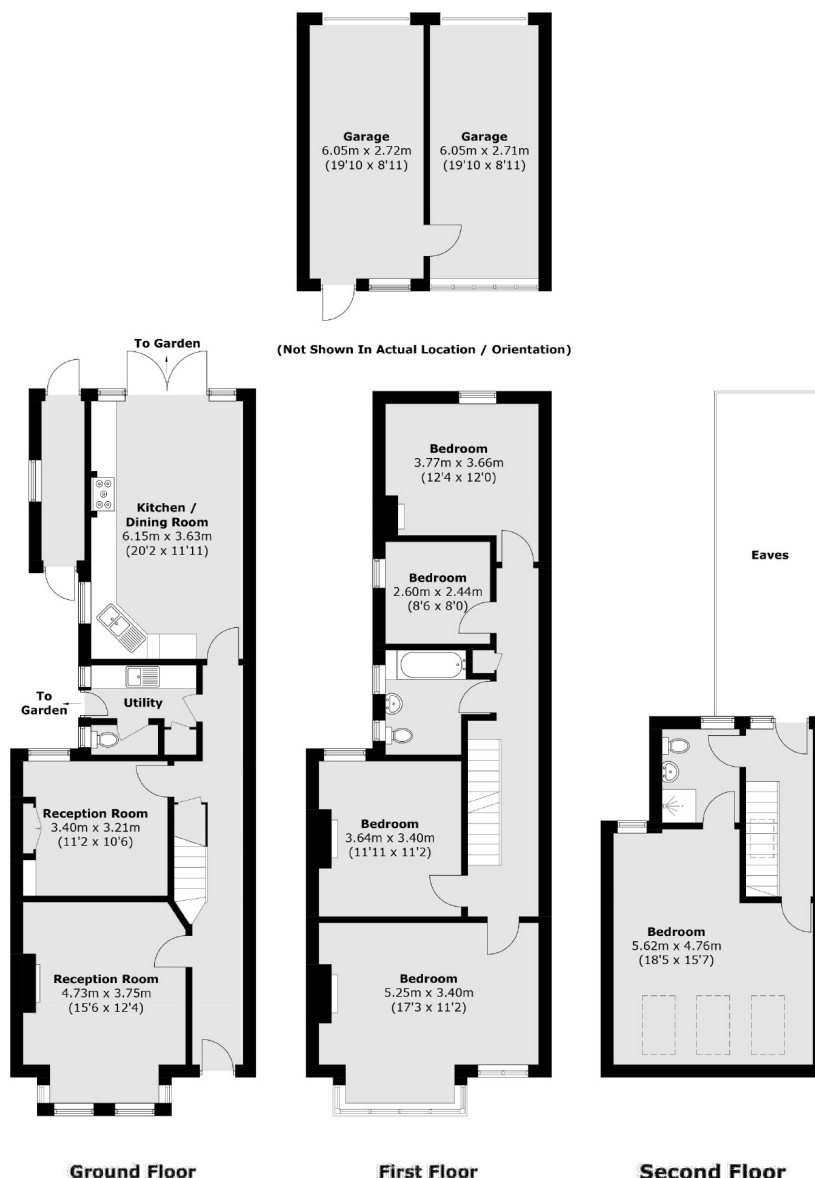 Garage
6.05m x 2.72m
(19'10 x 8'11)
Garage
6.05m x 2.71m
(19'10 x 8'11)
(Not Shown In Actual Location / Orientation)
To Garden
Kitchen /
Dining Room
6.15m x 3.63m
(20'2 x 11'11)
To
Garden
Utility
Reception Room
3.40m x 3.21m
(11'2 x 10'6)
Reception Room
4.73m x 3.75m
(15'6 x 12'4)
Ground Floor
Bedroom
3.77m x 3.66m
(12'4 x 12'0)
Bedroom
2.60m x 2.44m
(8'6 x 8'0)
Bedroom
3.64m x 3.40m
(11'11 x 11'2)
Bedroom
5.25m x 3.40m
(17'3 x 11'2)
First Floor
Eaves
Bedroom
5.62m x 4.76m
(18'5 x 15'7)
Second Floor